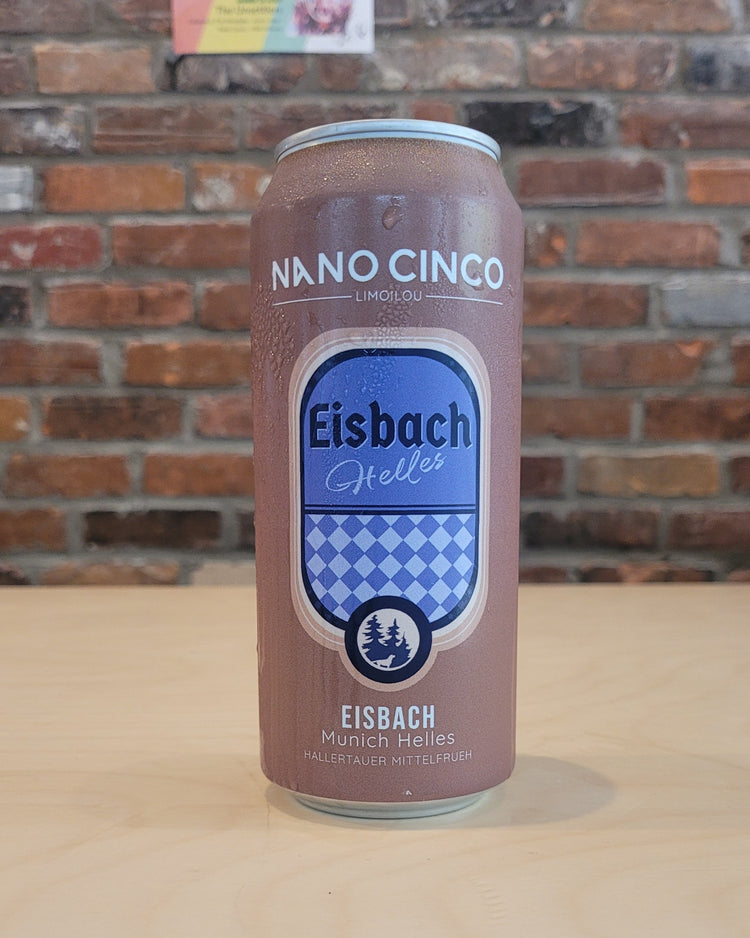 NANO CINCO
LIMOILOU
Eisbach
Helles
EISBACH
Munich Helles
HALLERTAUER MITTELFRUEH